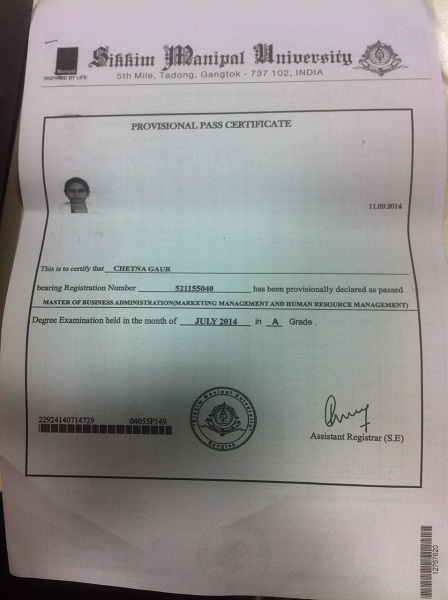 Manipal
INSPIRED BY LIFE
Sikkim Manipal University
5th Mile, Tadong, Gangtok - 737 102, INDIA
PROVISIONAL PASS CERTIFICATE
11.09.2014
This is to certify that CHETNA GAUR
bearing Registration Number 521155040 has been provisionally declared as passed
MASTER OF BUSINESS ADMINISTRATION(MARKETING MANAGEMENT AND HUMAN RESOURCE MANAGEMENT)
Degree Examination held in the month of JULY 2014 in A Grade .
22924140714729 04055P149
Sikkim Manipal University
Gangtok
Assistant Registrar (S.E)
12767620